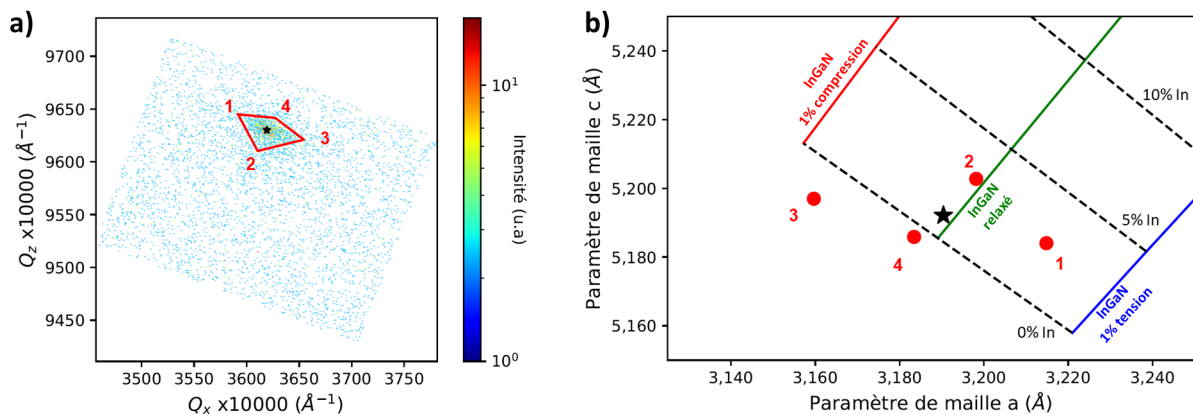 a)
9700
9650
9600
9550
9500
9450
Q_z x10000 (Å⁻¹)
3500 3550 3600 3650 3700 3750
Q_x x10000 (Å⁻¹)
1
4
3
2
10¹
10⁰
Intensité (u.a)
b)
5,240
5,220
5,200
5,180
5,160
Paramètre de maille c (Å)
3,140 3,160 3,180 3,200 3,220 3,240
Paramètre de maille a (Å)
InGaN
1% compression
InGaN
relaxé
InGaN
1% tension
10% In
5% In
0% In
2
3
4
1